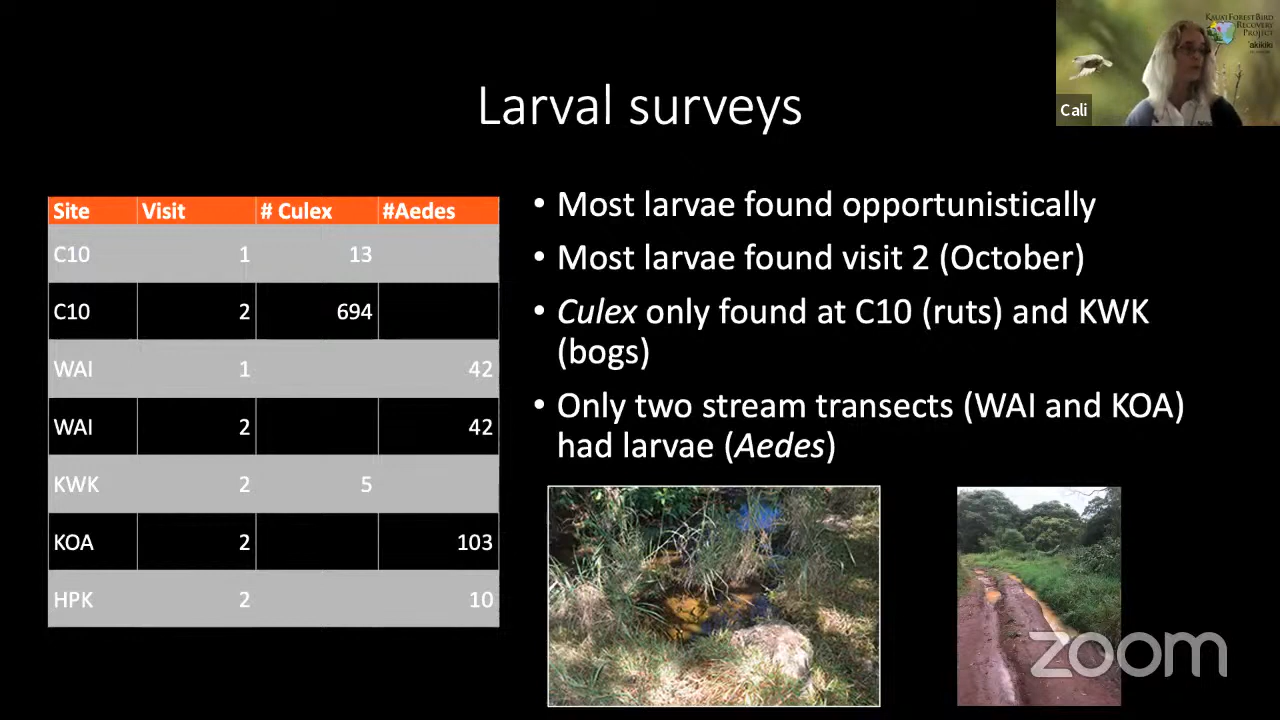 KAUAI FOREST BIRD
RECOVERY
PROJECT
'akikiki
Cali
Larval surveys
Site Visit # Culex #Aedes
C10 1 13
C10 2 694
WAI 1 42
WAI 2 42
KWK 2 5
KOA 2 103
HPK 2 10
• Most larvae found opportunistically
• Most larvae found visit 2 (October)
• Culex only found at C10 (ruts) and KWK
(bogs)
• Only two stream transects (WAI and KOA)
had larvae (Aedes)
zoom